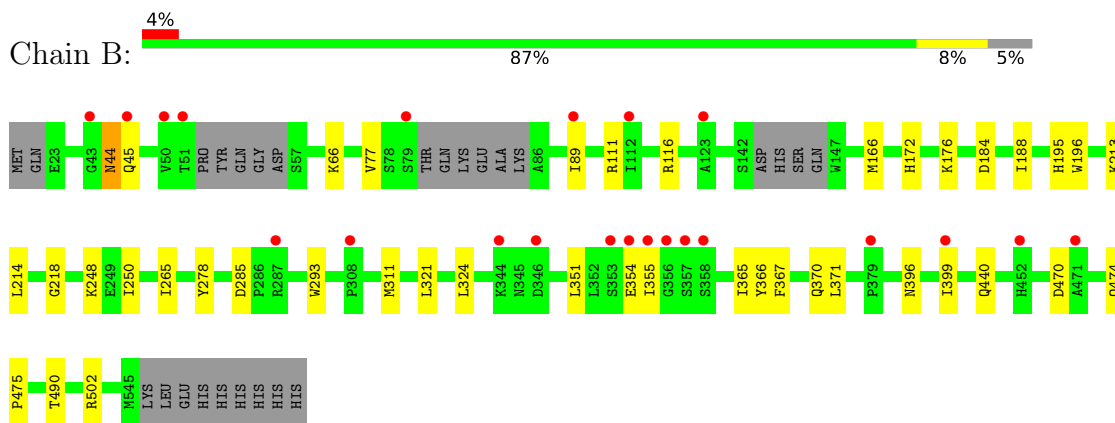 4%
Chain B:
87% 8% 5%
MET GLN E23 G43 N44 Q45 V50 T51 PRO TYR GLN GLY ASP S57 K66 V77 S78 S79 THR GLN LYS GLU ALA LYS A86 I89 R111 I112 R116 A123 S142 ASP HIS SER GLN W147 M166 H172 K176 D184 I188 H195 W196 K213
L214 G218 K248 E249 I250 I265 Y278 D285 P286 R287 W293 P308 M311 L321 L324 K344 N345 D346 L351 L352 S353 E354 I355 G356 S357 S358 I365 Y366 F367 Q370 L371 P379 N396 I399 Q440 H452 D470 A471
P475 T490 R502 M545 LYS LEU GLU HIS HIS HIS HIS HIS HIS